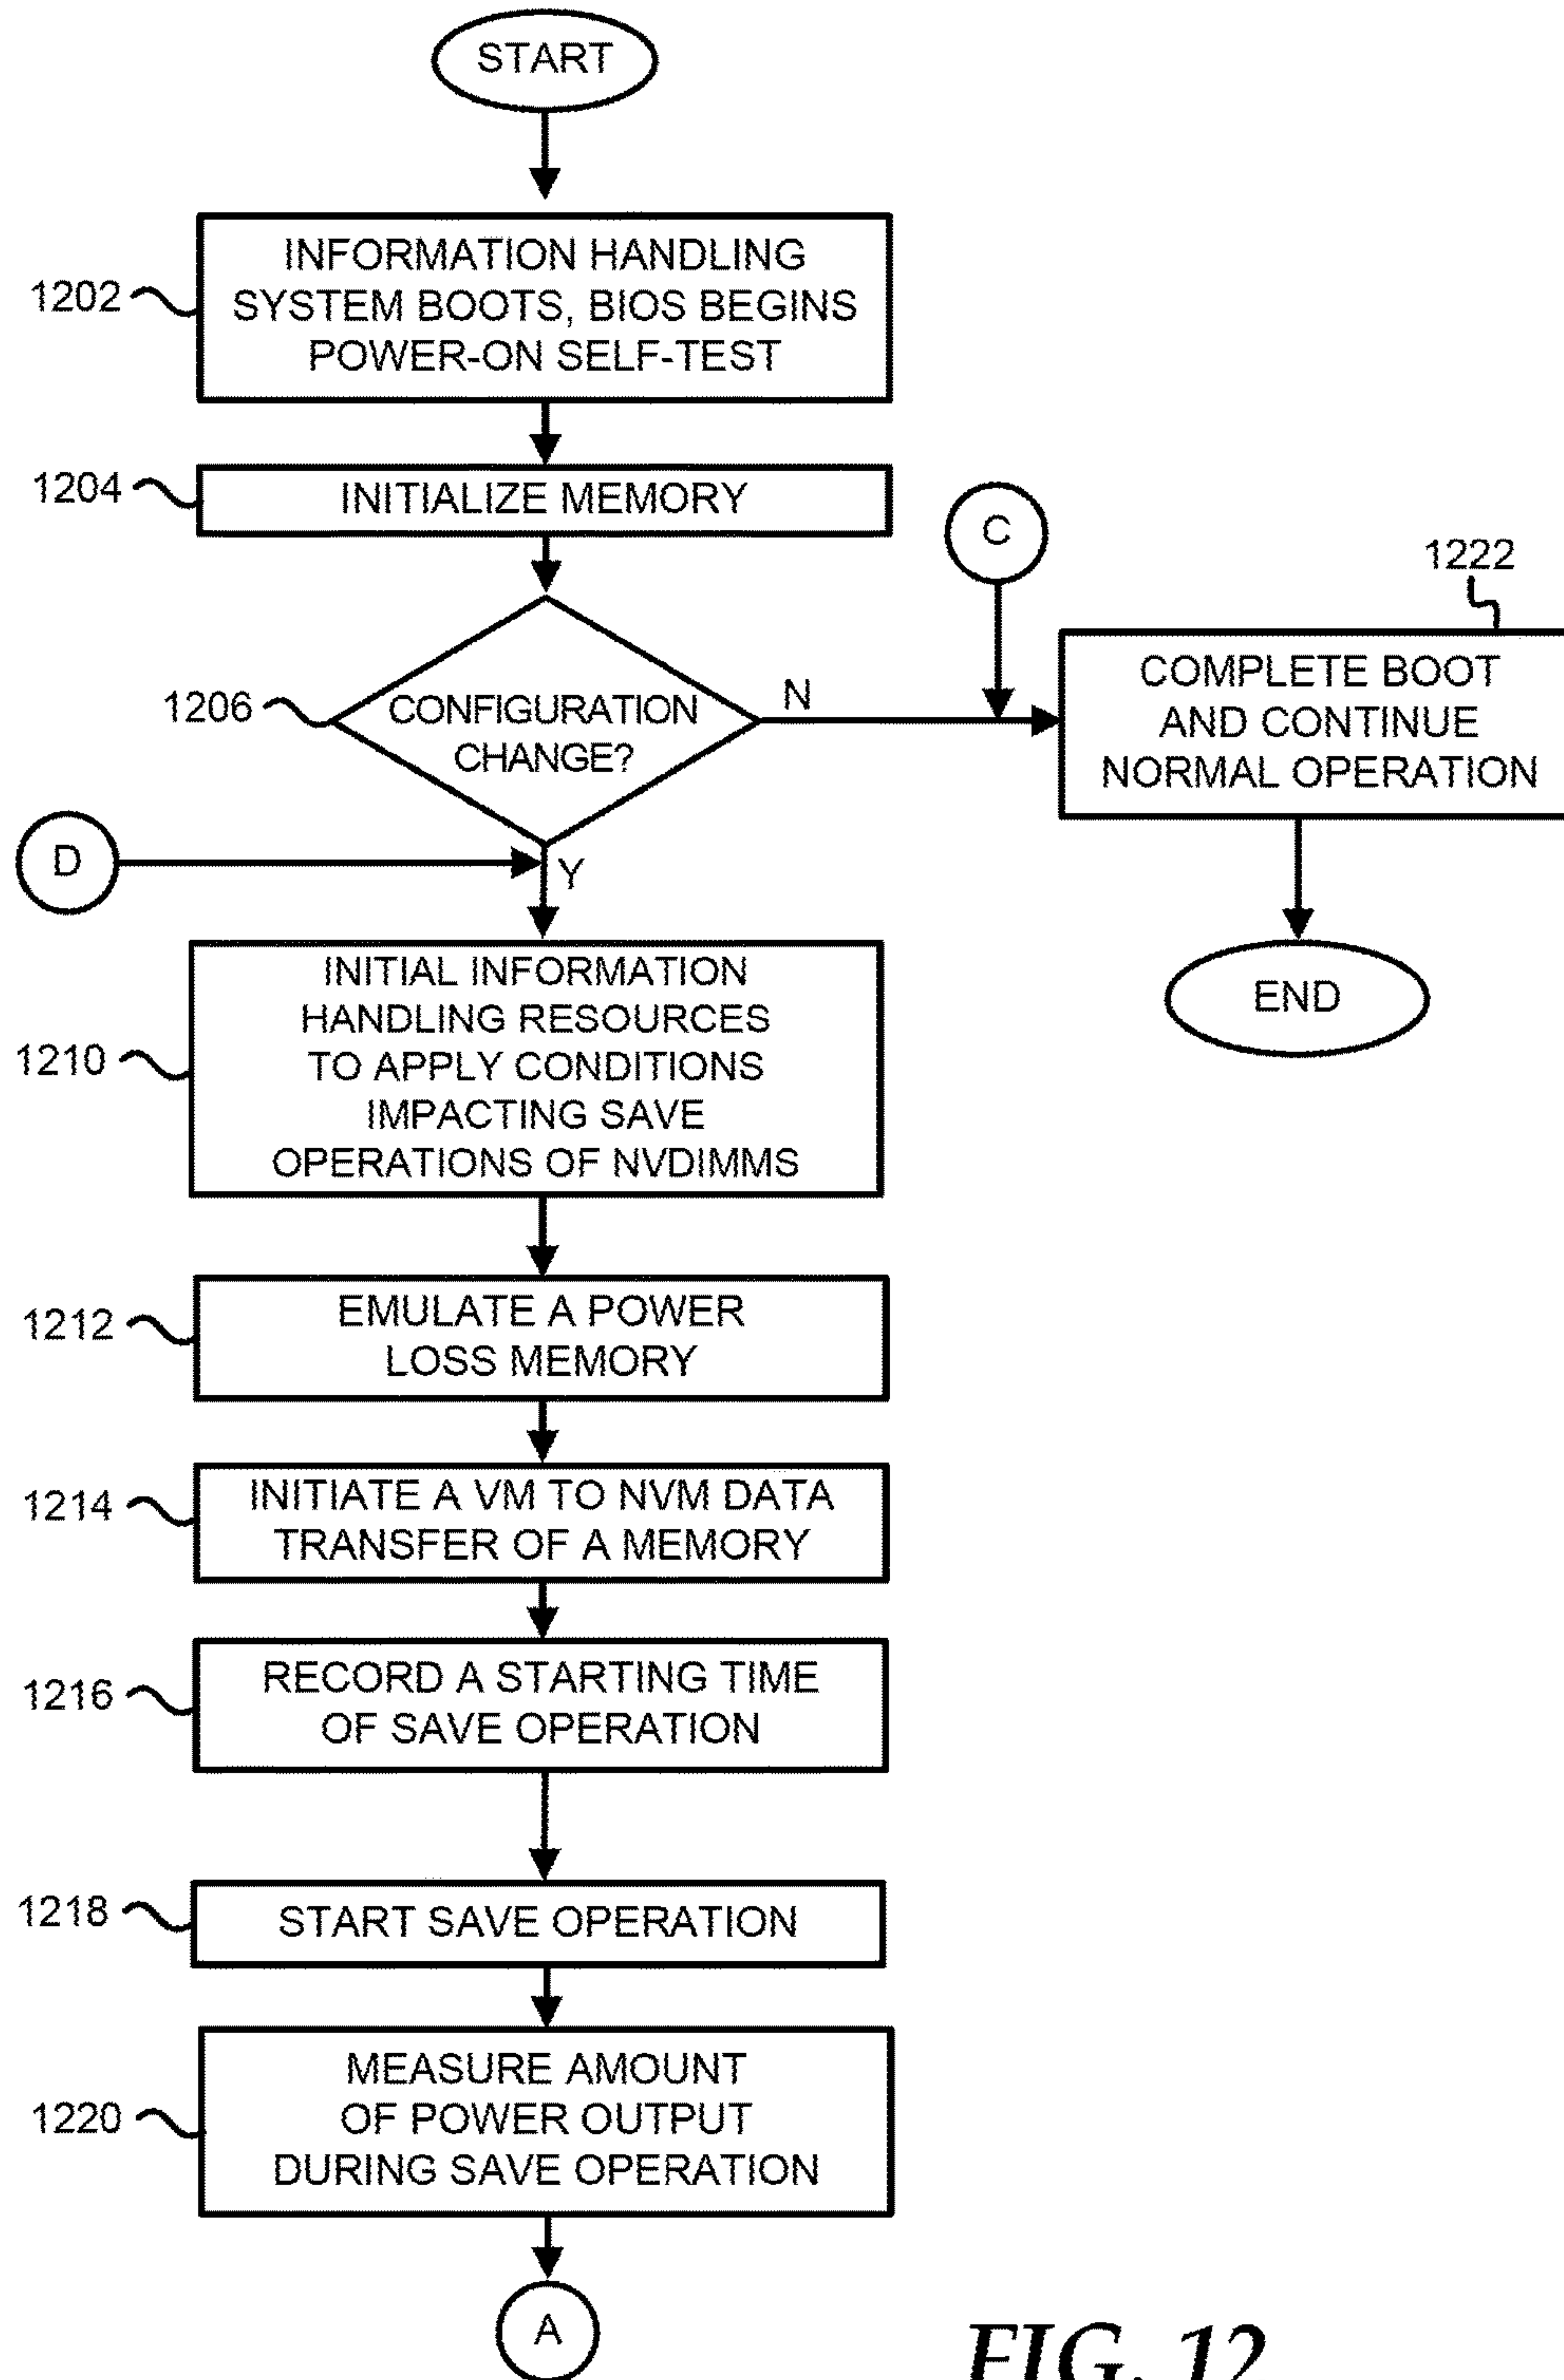 START
1202
INFORMATION HANDLING
SYSTEM BOOTS, BIOS BEGINS
POWER-ON SELF-TEST
1204
INITIALIZE MEMORY
C
1222
1206
CONFIGURATION
CHANGE?
N
COMPLETE BOOT
AND CONTINUE
NORMAL OPERATION
D
Y
END
1210
INITIAL INFORMATION
HANDLING RESOURCES
TO APPLY CONDITIONS
IMPACTING SAVE
OPERATIONS OF NVDIMMS
1212
EMULATE A POWER
LOSS MEMORY
1214
INITIATE A VM TO NVM DATA
TRANSFER OF A MEMORY
1216
RECORD A STARTING TIME
OF SAVE OPERATION
1218
START SAVE OPERATION
1220
MEASURE AMOUNT
OF POWER OUTPUT
DURING SAVE OPERATION
A
FIG. 12